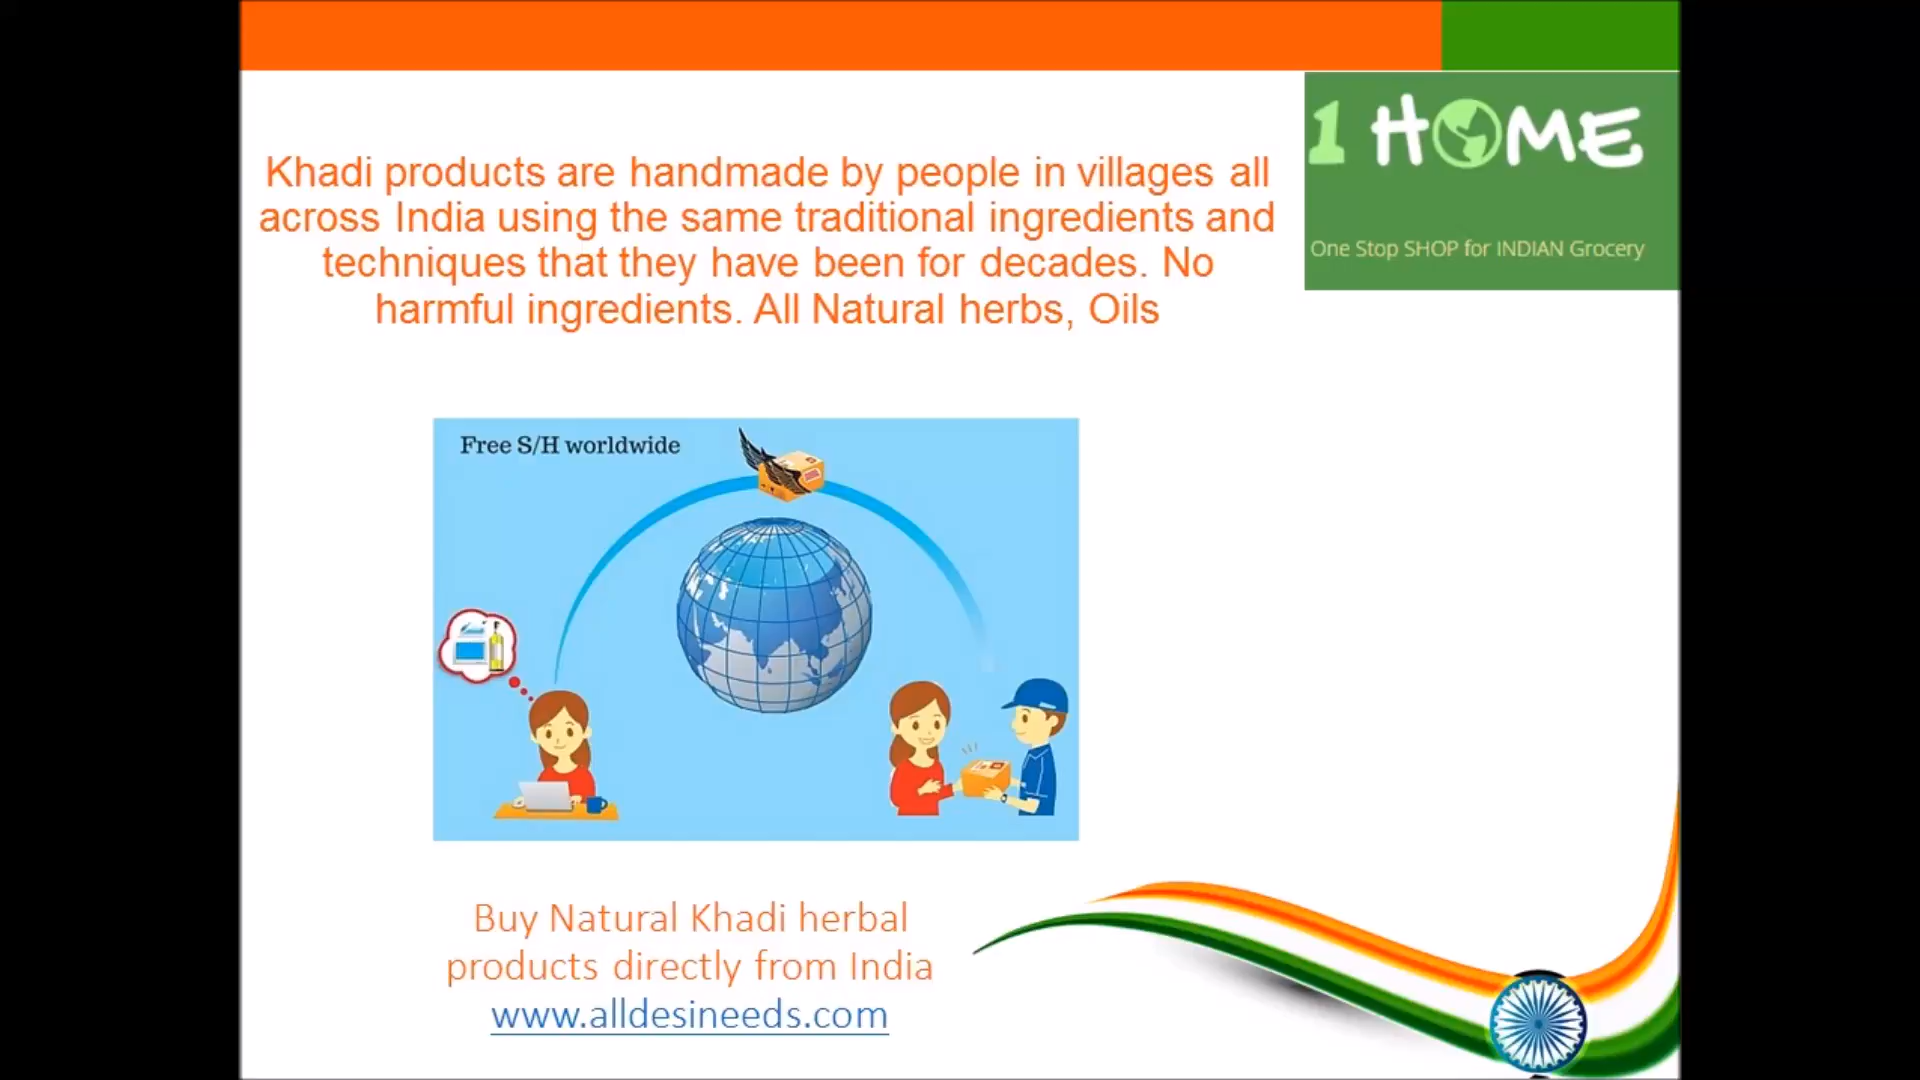 1 HOME
One Stop SHOP for INDIAN Grocery
Khadi products are handmade by people in villages all
across India using the same traditional ingredients and
techniques that they have been for decades. No
harmful ingredients. All Natural herbs, Oils
Free S/H worldwide
Buy Natural Khadi herbal
products directly from India
www.alldesineeds.com